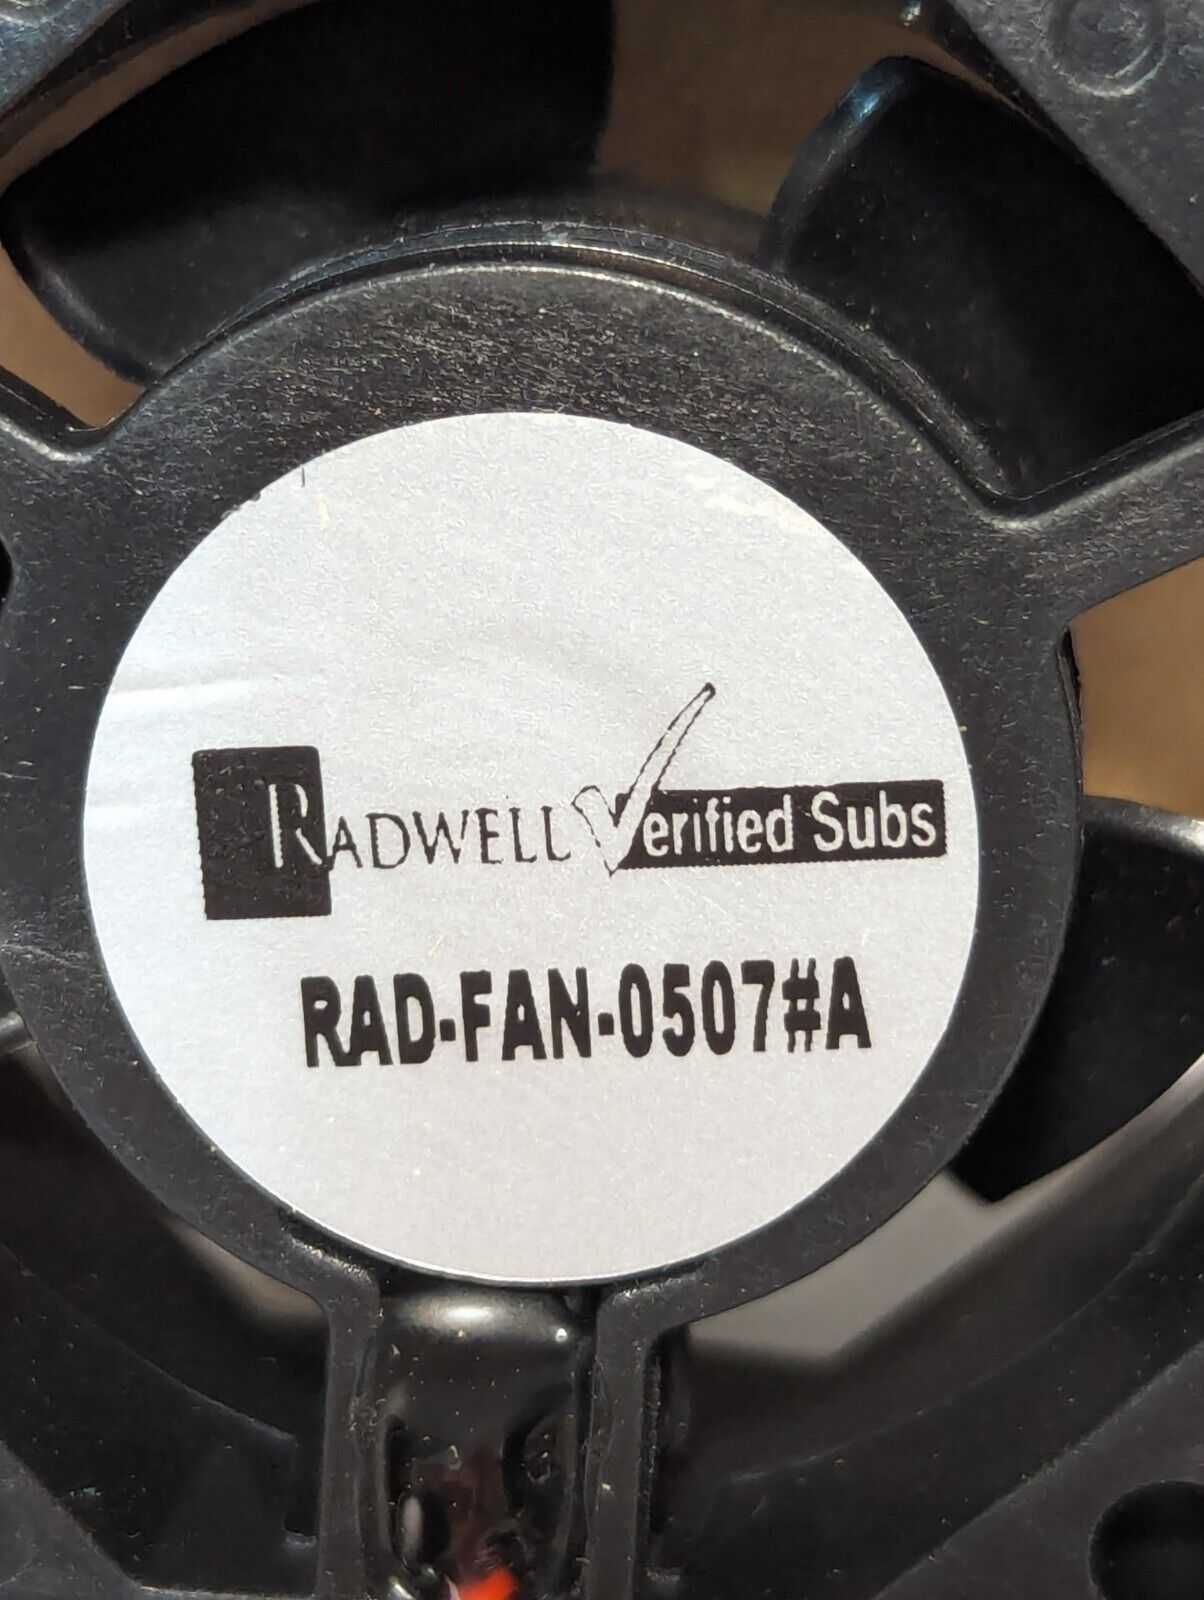 RADWELL Verified Subs
RAD-FAN-0507#A